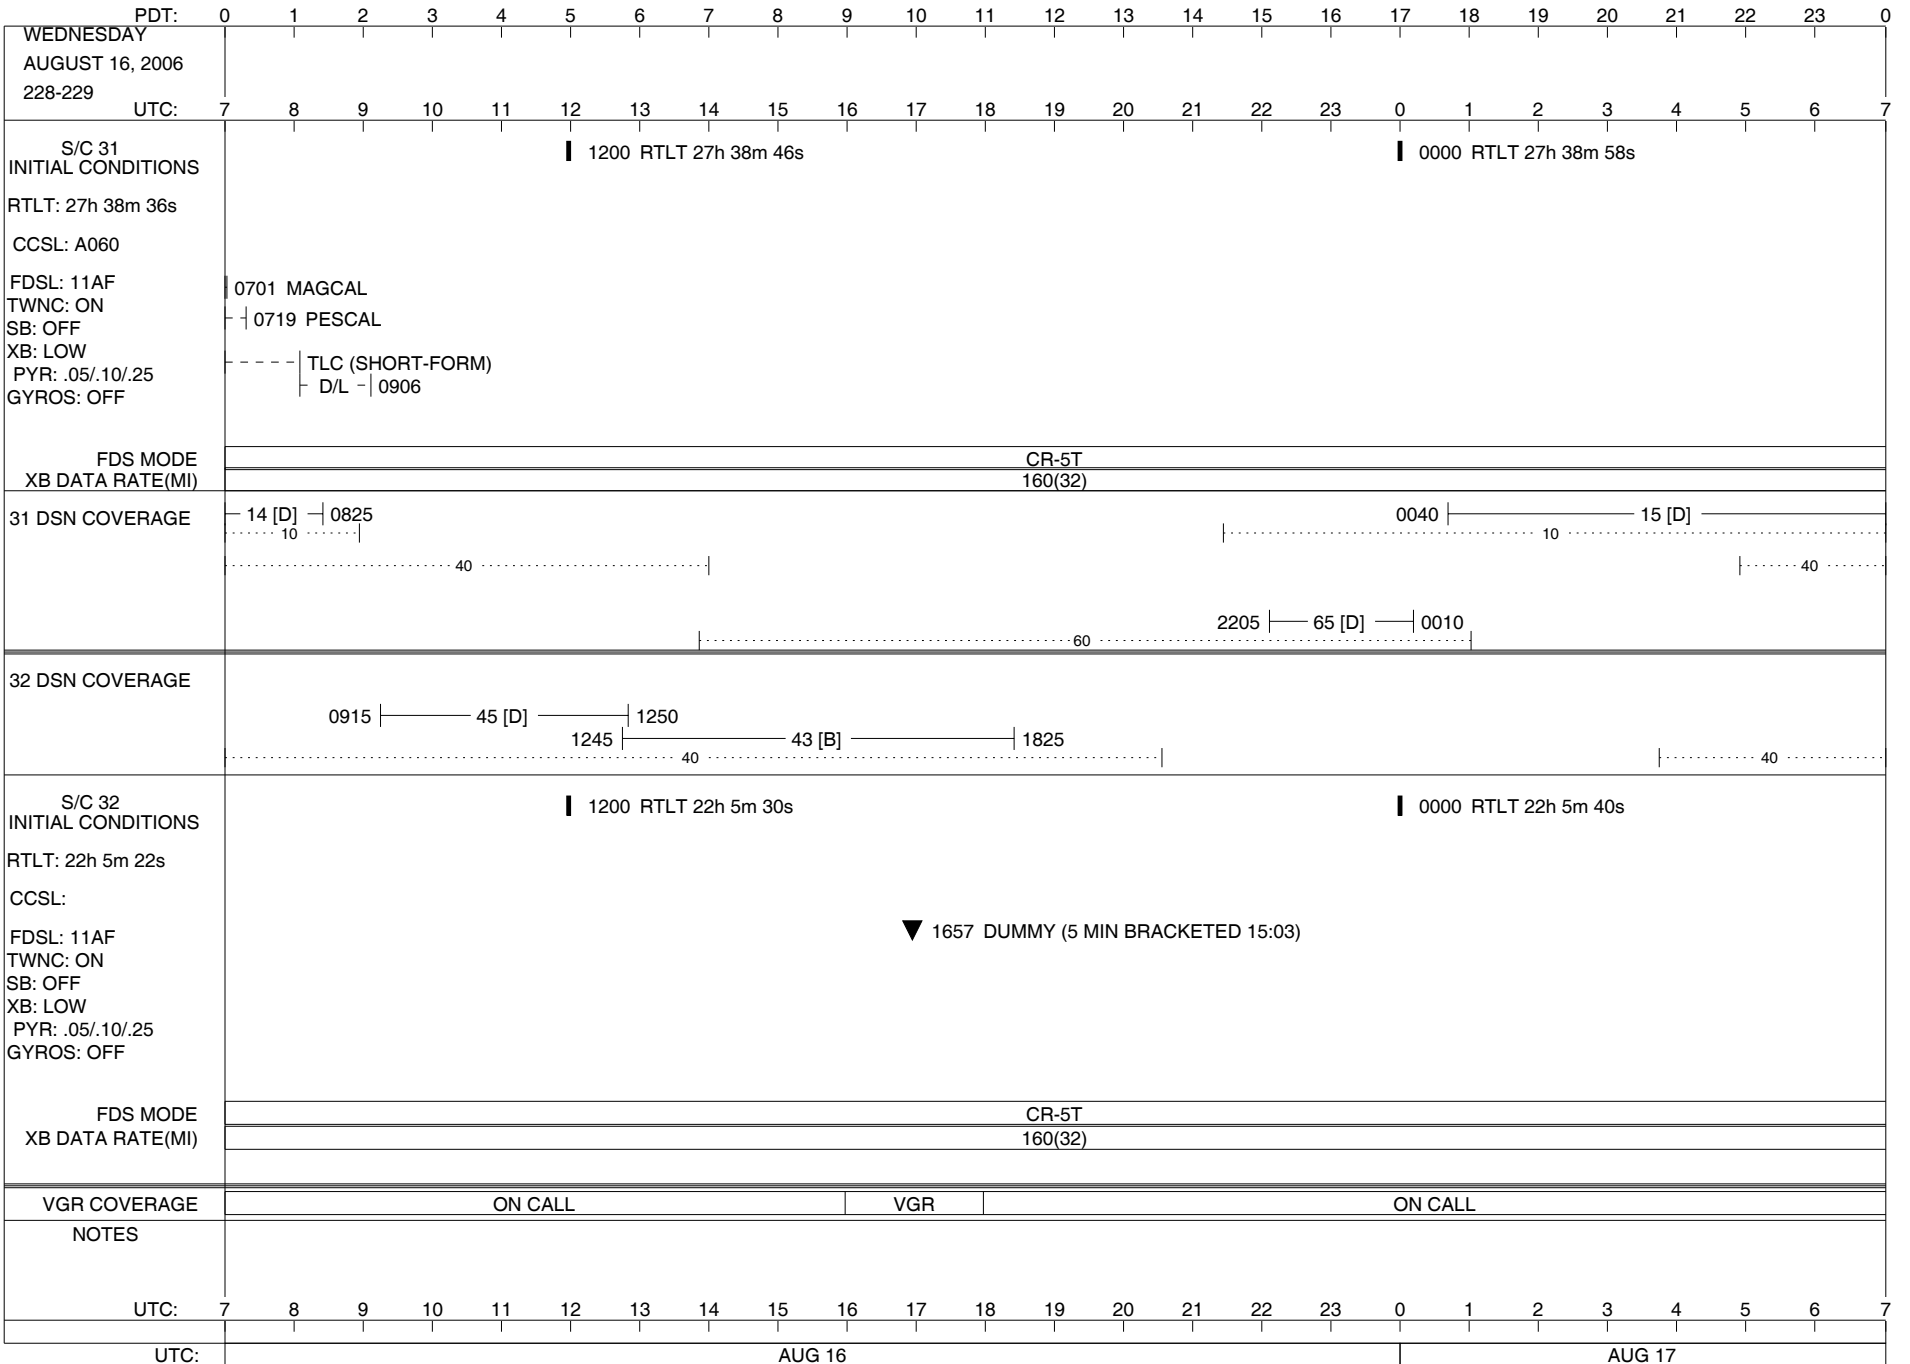 PDT: 0 1 2 3 4 5 6 7 8 9 10 11 12 13 14 15 16 17 18 19 20 21 22 23 0
WEDNESDAY
AUGUST 16, 2006
228-229
UTC: 7 8 9 10 11 12 13 14 15 16 17 18 19 20 21 22 23 0 1 2 3 4 5 6 7
S/C 31
INITIAL CONDITIONS
1200 RTLT 27h 38m 46s
0000 RTLT 27h 38m 58s
RTLT: 27h 38m 36s
CCSL: A060
FDSL: 11AF
TWNC: ON
SB: OFF
XB: LOW
PYR: .05/.10/.25
GYROS: OFF
0701 MAGCAL
0719 PESCAL
TLC (SHORT-FORM)
D/L 0906
FDS MODE CR-5T
XB DATA RATE(MI) 160(32)
31 DSN COVERAGE 14 [D] 0825 0040 15 [D]
10 10
40 40
2205 65 [D] 0010
60
32 DSN COVERAGE
0915 45 [D] 1250
1245 43 [B] 1825
40 40
S/C 32
INITIAL CONDITIONS
1200 RTLT 22h 5m 30s
0000 RTLT 22h 5m 40s
RTLT: 22h 5m 22s
CCSL:
1657 DUMMY (5 MIN BRACKETED 15:03)
FDSL: 11AF
TWNC: ON
SB: OFF
XB: LOW
PYR: .05/.10/.25
GYROS: OFF
FDS MODE CR-5T
XB DATA RATE(MI) 160(32)
VGR COVERAGE ON CALL VGR ON CALL
NOTES
UTC: 7 8 9 10 11 12 13 14 15 16 17 18 19 20 21 22 23 0 1 2 3 4 5 6 7
UTC: AUG 16 AUG 17